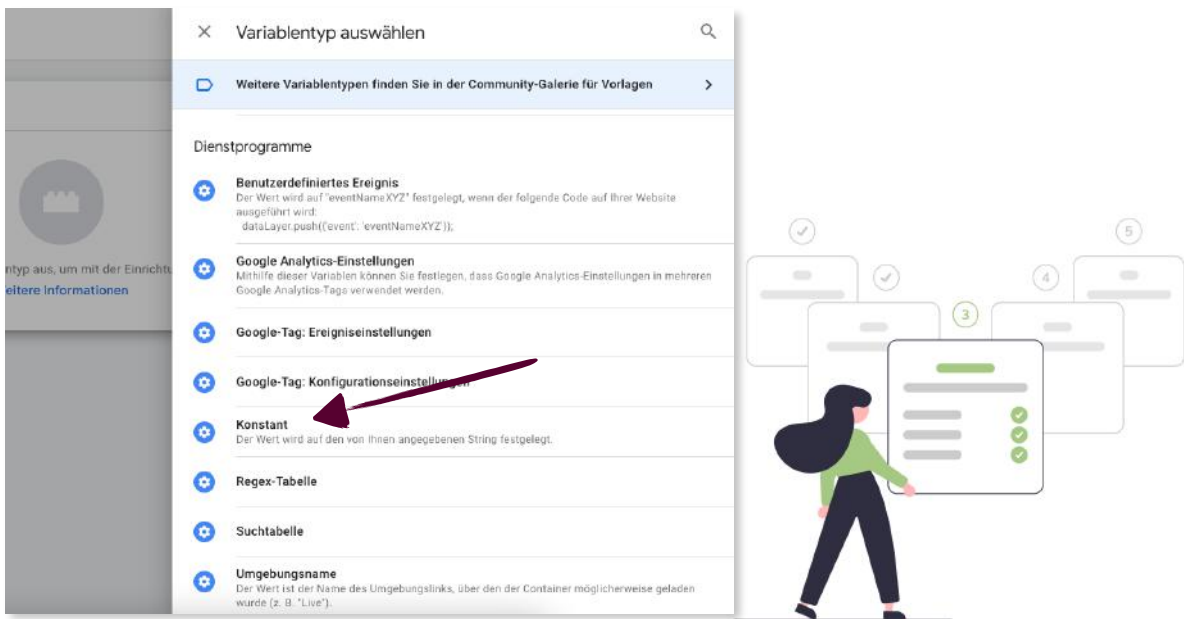 Variablentyp auswählen
Weitere Variablentypen finden Sie in der Community-Galerie für Vorlagen
Dienstprogramme
Benutzerdefiniertes Ereignis
Der Wert wird auf "eventNameXYZ" festgelegt, wenn der folgende Code auf Ihrer Website
ausgeführt wird:
dataLayer.push({'event': 'eventNameXYZ'});
ntyp aus, um mit der Einrichtu
eitere Informationen
Google Analytics-Einstellungen
Mithilfe dieser Variablen können Sie festlegen, dass Google Analytics-Einstellungen in mehreren
Google Analytics-Tags verwendet werden.
Google-Tag: Ereigniseinstellungen
Google-Tag: Konfigurationseinstellungen
Konstant
Der Wert wird auf den von Ihnen angegebenen String festgelegt.
Regex-Tabelle
Suchtabelle
Umgebungsname
Der Wert ist der Name des Umgebungslinks, über den der Container möglicherweise geladen
wurde (z. B. "Live").
5
4
3